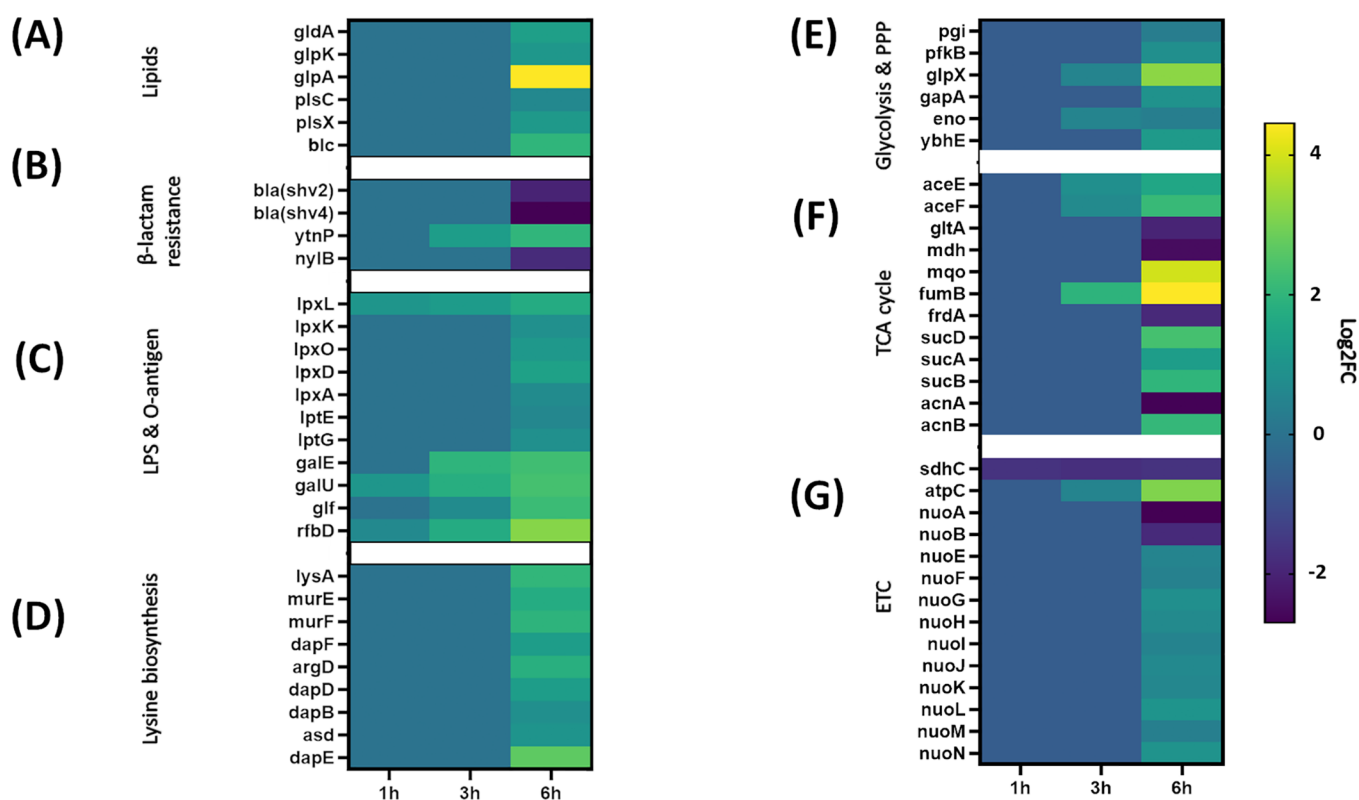 (A)
Lipids
gldA
glpK
glpA
plsC
plsX
blc
(B)
β-lactam
resistance
bla(shv2)
bla(shv4)
ytnP
nylB
(C)
LPS & O-antigen
lpxL
lpxK
lpxO
lpxD
lpxA
lptE
lptG
galE
galU
glf
rfbD
(D)
Lysine biosynthesis
lysA
murE
murF
dapF
argD
dapD
dapB
asd
dapE
1h 3h 6h
(E)
Glycolysis & PPP
pgi
pfkB
glpX
gapA
eno
ybhE
(F)
TCA cycle
aceE
aceF
gltA
mdh
mqo
fumB
frdA
sucD
sucA
sucB
acnA
acnB
(G)
ETC
sdhC
atpC
nuoA
nuoB
nuoE
nuoF
nuoG
nuoH
nuoI
nuoJ
nuoK
nuoL
nuoM
nuoN
1h 3h 6h
4
2
0
-2
Log2FC